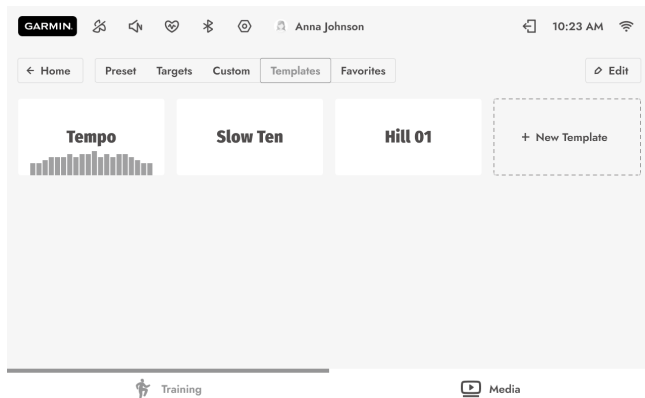 GARMIN. Anna Johnson 10:23 AM
← Home Preset Targets Custom Templates Favorites Edit
Tempo Slow Ten Hill 01 + New Template
Training Media